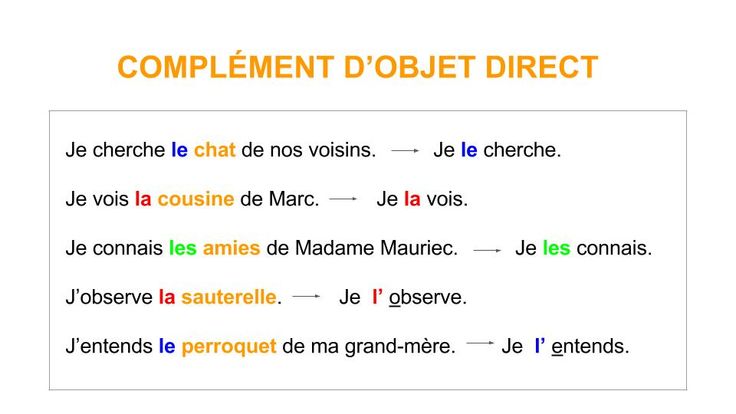 COMPLÉMENT D’OBJET DIRECT
Je cherche le chat de nos voisins. → Je le cherche.
Je vois la cousine de Marc. → Je la vois.
Je connais les amies de Madame Mauriec. → Je les connais.
J’observe la sauterelle. → Je l’ observe.
J’entends le perroquet de ma grand-mère. → Je l’ entends.